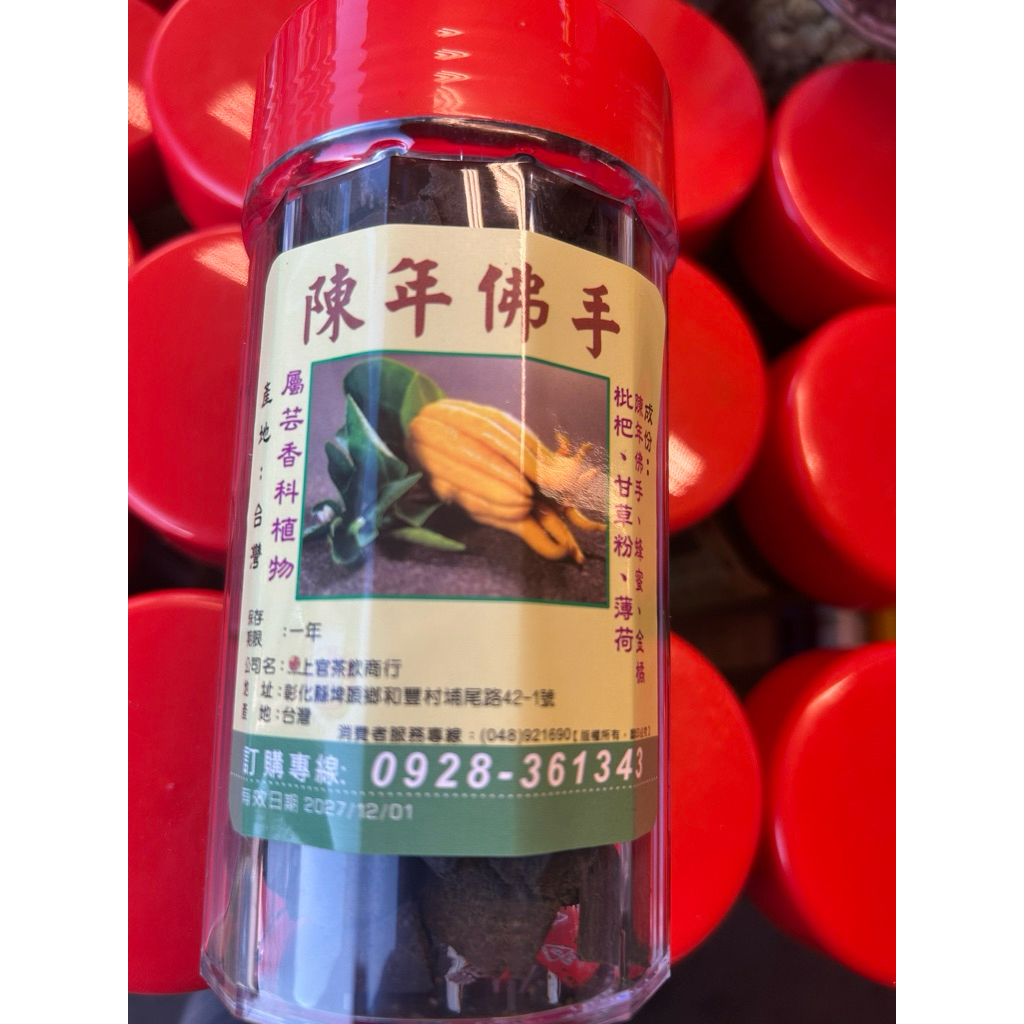 陳年佛手
成份:
陳年佛手、蜂蜜、金橘
枇杷、甘草粉、薄荷
屬芸香科植物
產地:台灣
保存期限:一年
公司名:上官茶飲商行
地 址:彰化縣埤頭鄉和豐村埔尾路42-1號
產 地:台灣
消費者服務專線:(048)921690【版權所有,
訂購專線:0928-361343
有效日期 2027/12/01